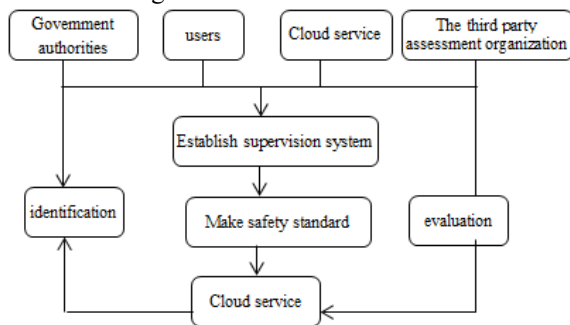 Government
authorities
users
Cloud service
The third party
assessment organization
Establish supervision system
identification
Make safety standard
evaluation
Cloud service